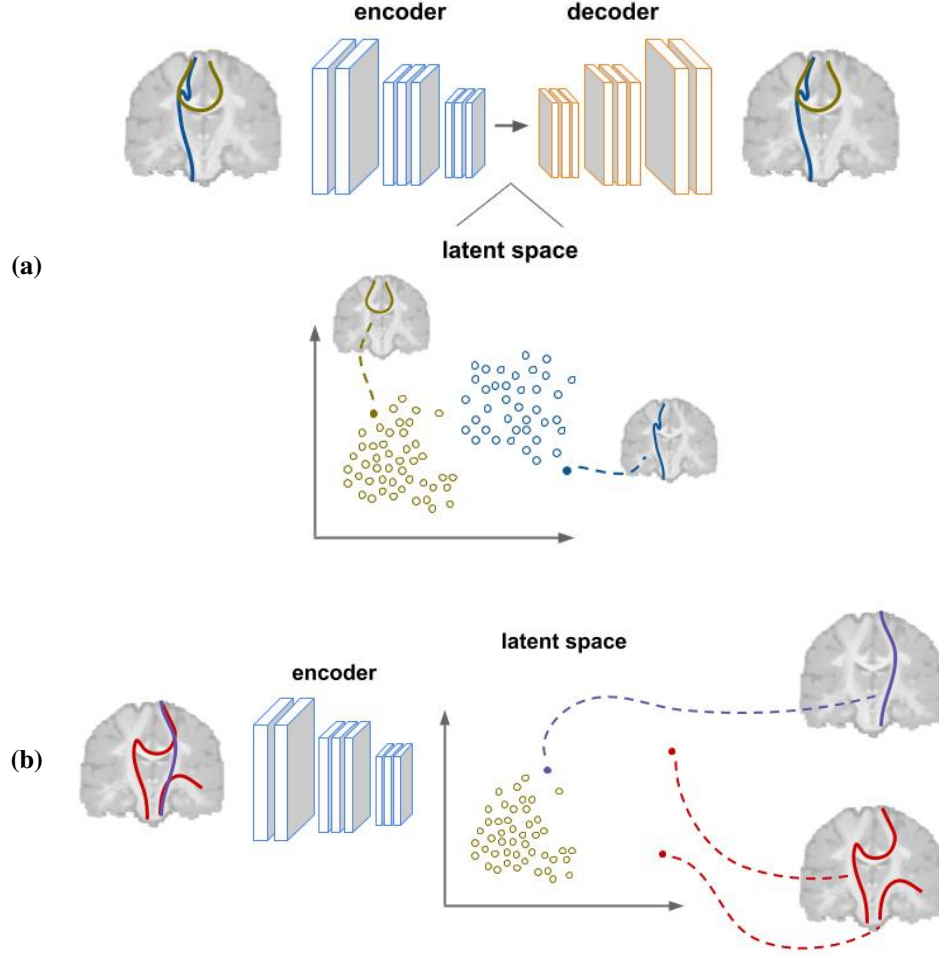 encoder
decoder
latent space
(a)
latent space
encoder
(b)